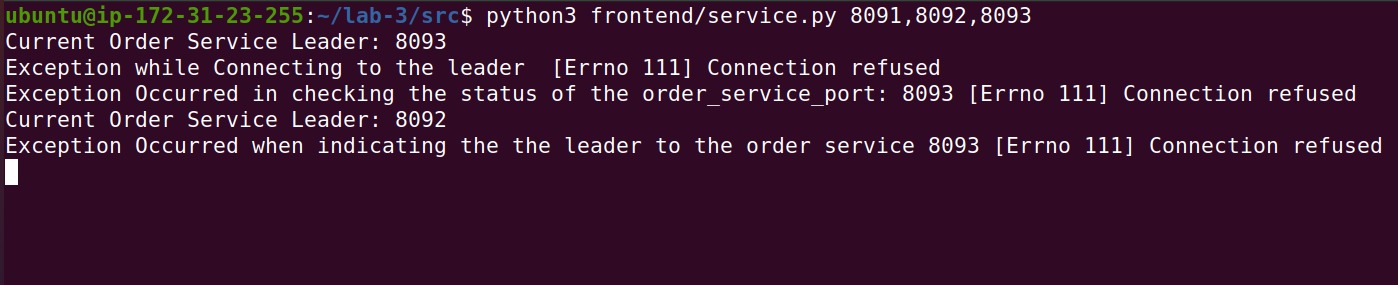 ubuntu@ip-172-31-23-255:~/lab-3/src$ python3 frontend/service.py 8091,8092,8093
Current Order Service Leader: 8093
Exception while Connecting to the leader  [Errno 111] Connection refused
Exception Occurred in checking the status of the order_service_port: 8093 [Errno 111] Connection refused
Current Order Service Leader: 8092
Exception Occurred when indicating the the leader to the order service 8093 [Errno 111] Connection refused